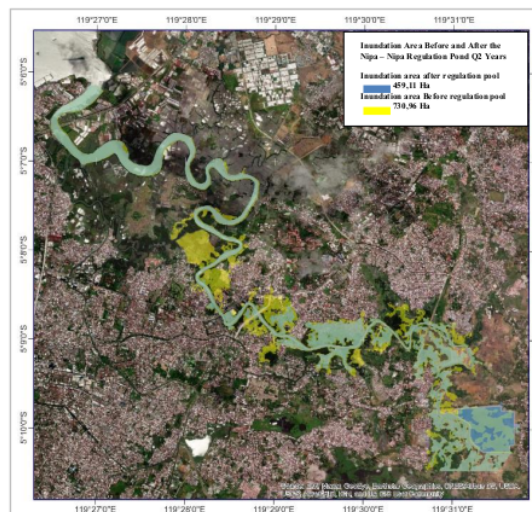 119°27'0"E 119°28'0"E 119°29'0"E 119°30'0"E 119°31'0"E
Inundation Area Before and After the
Nipa – Nipa Regulation Pond Q2 Years
Inundation area after regulation pool
459,11 Ha
Inundation area Before regulation pool
730,96 Ha
5°6'0"S
5°7'0"S
5°8'0"S
5°9'0"S
5°10'0"S
119°27'0"E 119°28'0"E 119°29'0"E 119°30'0"E 119°31'0"E